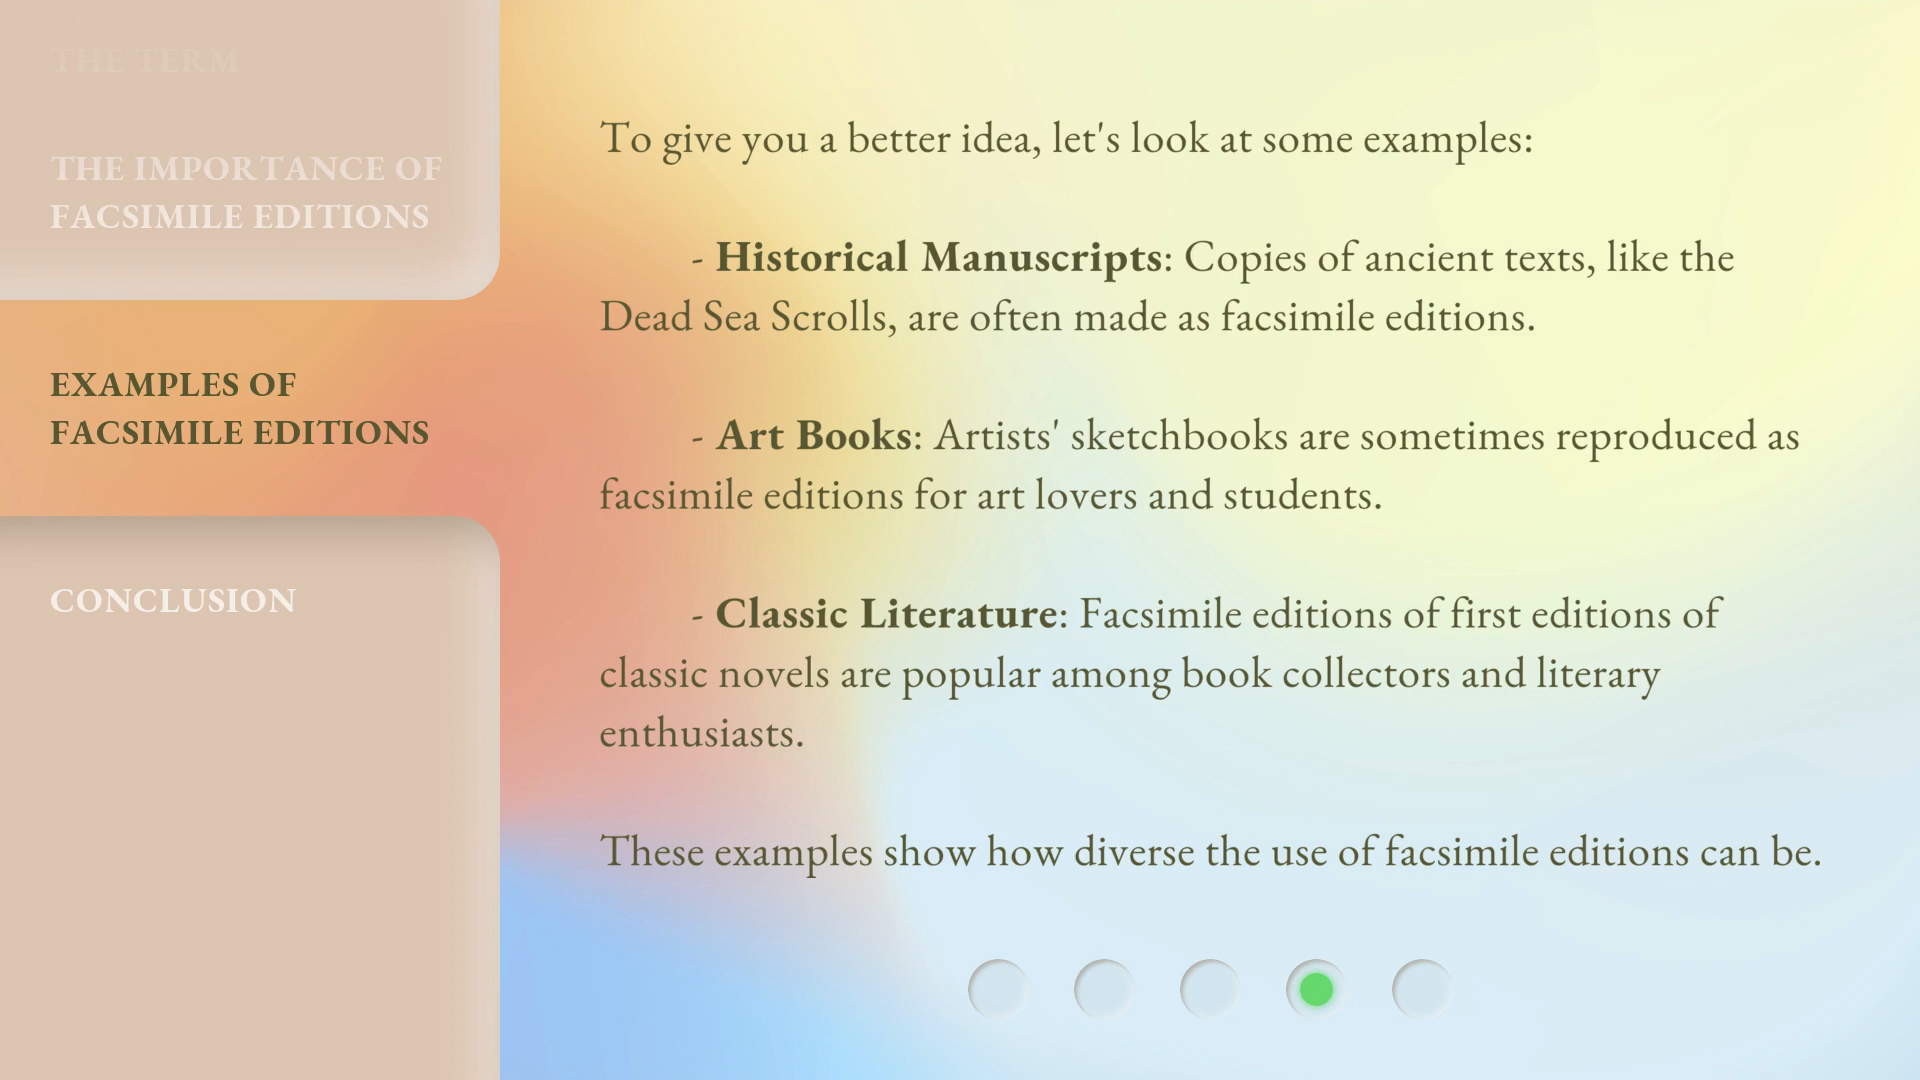 THE TERM
THE IMPORTANCE OF
FACSIMILE EDITIONS
EXAMPLES OF
FACSIMILE EDITIONS
CONCLUSION
To give you a better idea, let's look at some examples:
- Historical Manuscripts: Copies of ancient texts, like the
Dead Sea Scrolls, are often made as facsimile editions.
- Art Books: Artists' sketchbooks are sometimes reproduced as
facsimile editions for art lovers and students.
- Classic Literature: Facsimile editions of first editions of
classic novels are popular among book collectors and literary
enthusiasts.
These examples show how diverse the use of facsimile editions can be.